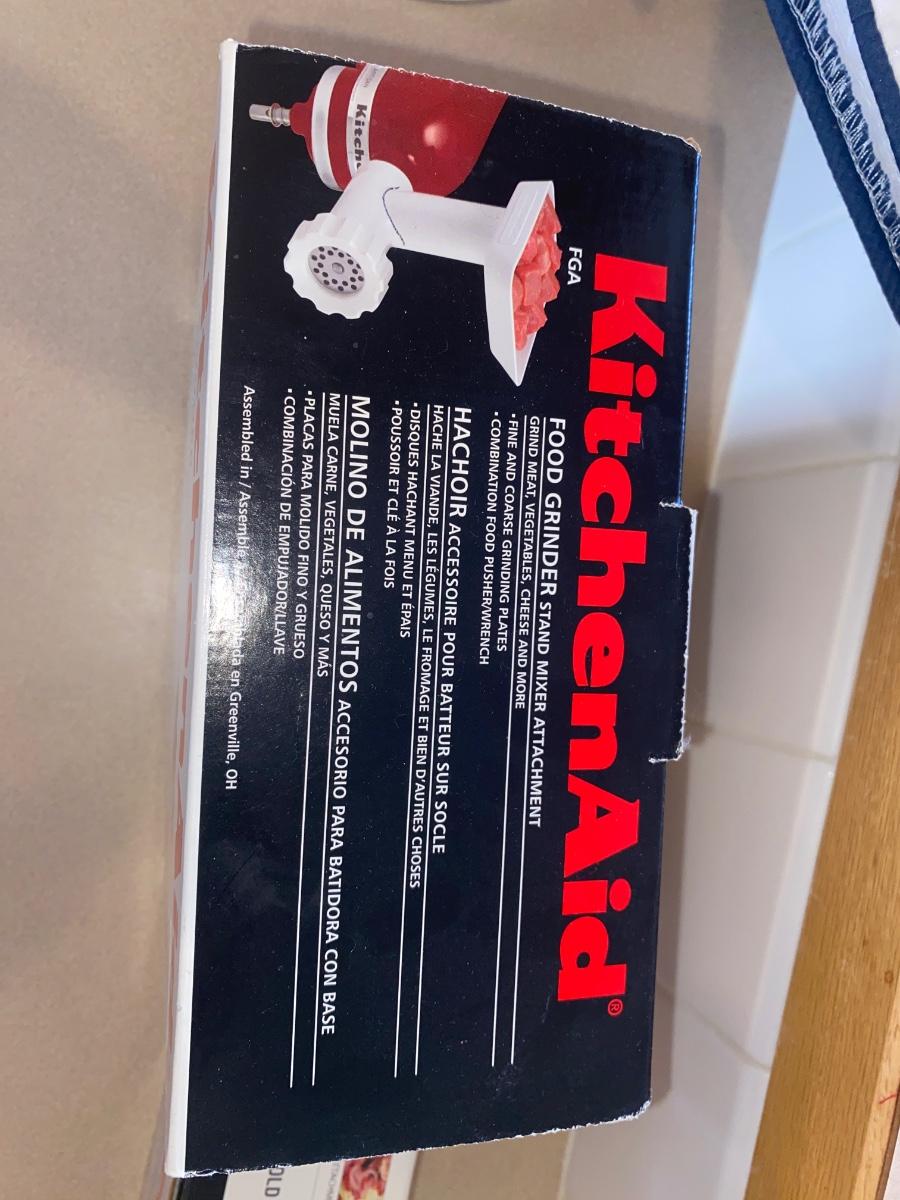 KitchenAid®
FGA
Kitch
FOOD GRINDER STAND MIXER ATTACHMENT
GRIND MEAT, VEGETABLES, CHEESE AND MORE
•FINE AND COARSE GRINDING PLATES
•COMBINATION FOOD PUSHER/WRENCH
HACHOIR ACCESSOIRE POUR BATTEUR SUR SOCLE
HACHE LA VIANDE, LES LÉGUMES, LE FROMAGE ET BIEN D'AUTRES CHOSES
•DISQUES HACHANT MENU ET ÉPAIS
•POUSSOIR ET CLÉ À LA FOIS
MOLINO DE ALIMENTOS ACCESORIO PARA BATIDORA CON BASE
MUELA CARNE, VEGETALES, QUESO Y MÁS
•PLACAS PARA MOLIDO FINO Y GRUESO
•COMBINACIÓN DE EMPUJADOR/LLAVE
Assembled in / en Greenville, OH
OLD